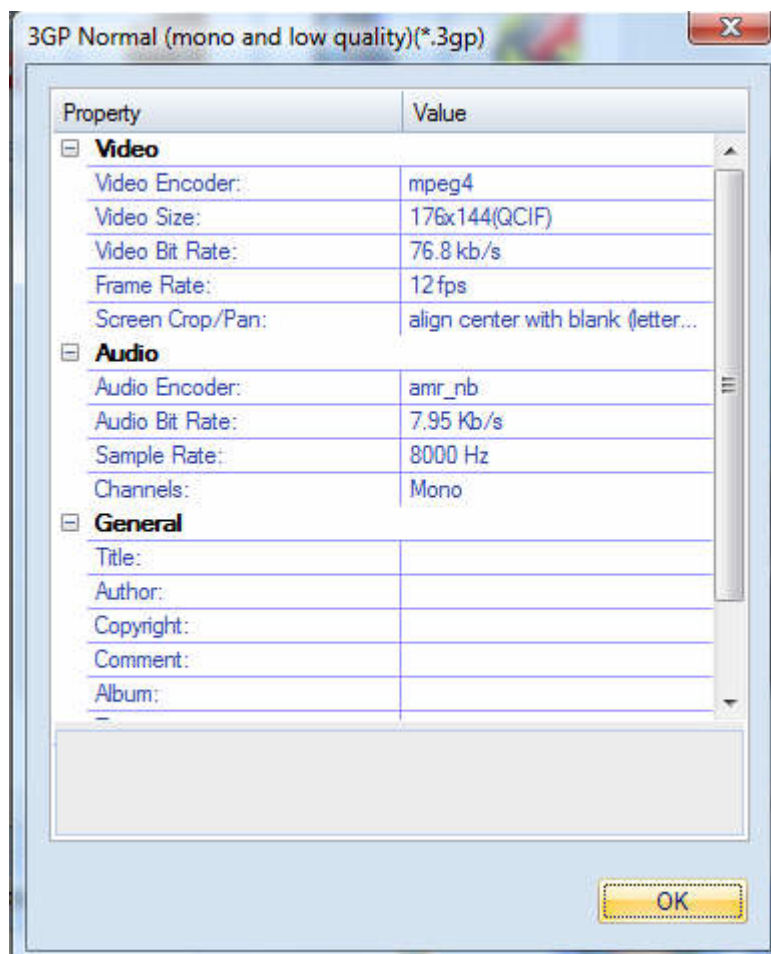 3GP Normal (mono and low quality)(*.3gp)
Property Value
Video
Video Encoder: mpeg4
Video Size: 176x144(QCIF)
Video Bit Rate: 76.8 kb/s
Frame Rate: 12 fps
Screen Crop/Pan: align center with blank (letter...
Audio
Audio Encoder: amr_nb
Audio Bit Rate: 7.95 Kb/s
Sample Rate: 8000 Hz
Channels: Mono
General
Title:
Author:
Copyright:
Comment:
Album:
OK